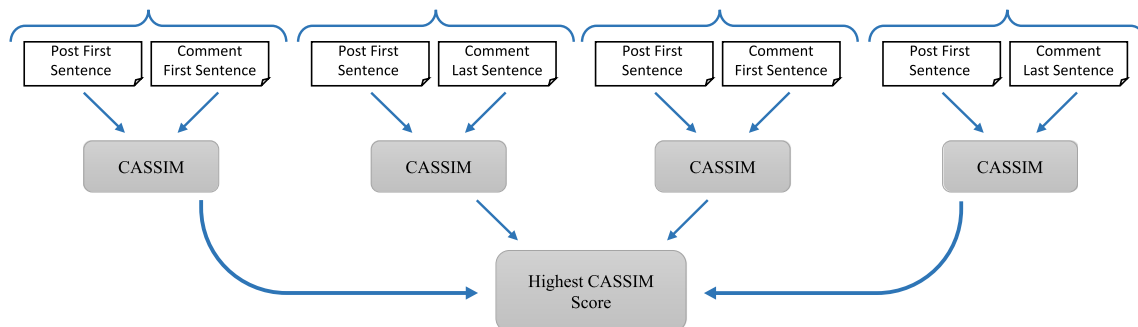 Post First
Sentence
Comment
First Sentence
Post First
Sentence
Comment
Last Sentence
Post First
Sentence
Comment
First Sentence
Post First
Sentence
Comment
Last Sentence
CASSIM
CASSIM
CASSIM
CASSIM
Highest CASSIM
Score